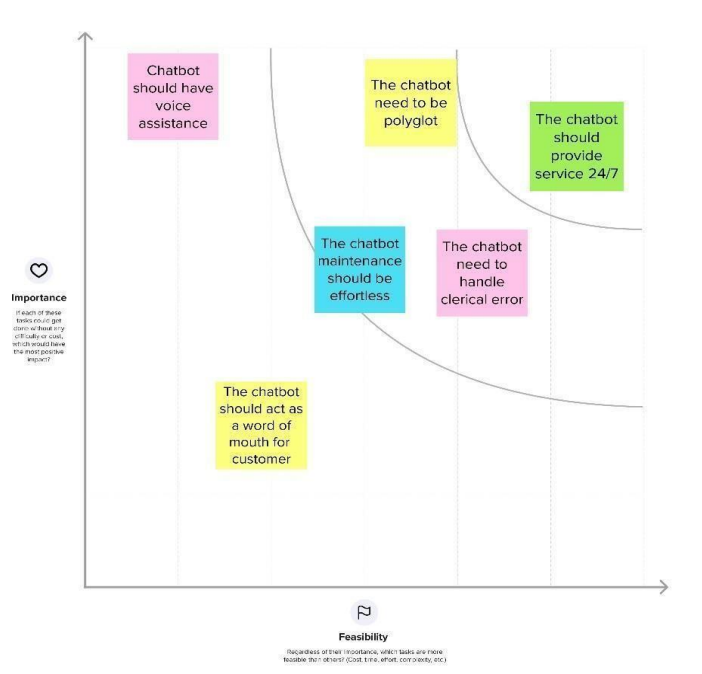 Chatbot
should have
voice
assistance
The chatbot
need to be
polyglot
The chatbot
should
provide
service 24/7
The chatbot
maintenance
should be
effortless
The chatbot
need to
handle
clerical error
Importance
If each of these
tasks could get
done without any
difficulty or cost,
which would have
the most positive
impact?
The chatbot
should act as
a word of
mouth for
customer
Feasibility
Regardless of their importance, which tasks are more
feasible than others? (Cost, time, effort, complexity, etc.)